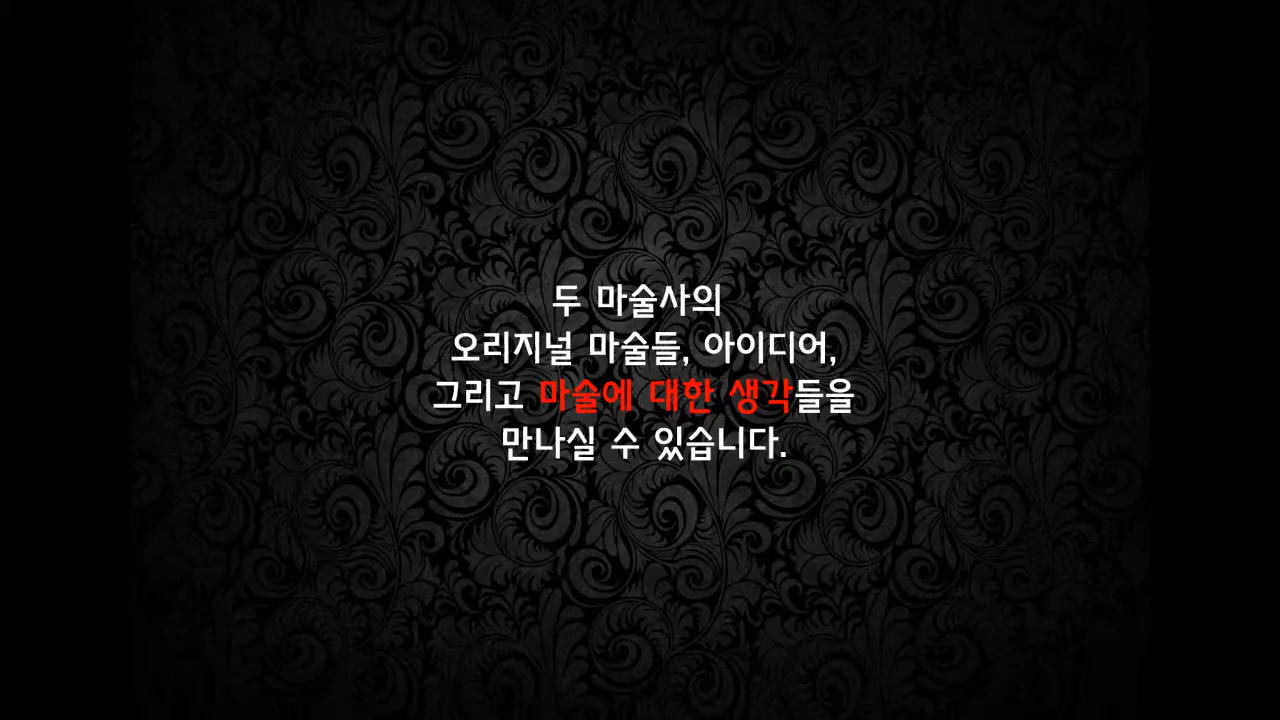 두 마술사의
오리지널 마술들, 아이디어,
그리고 마술에 대한 생각들을
만나실 수 있습니다.